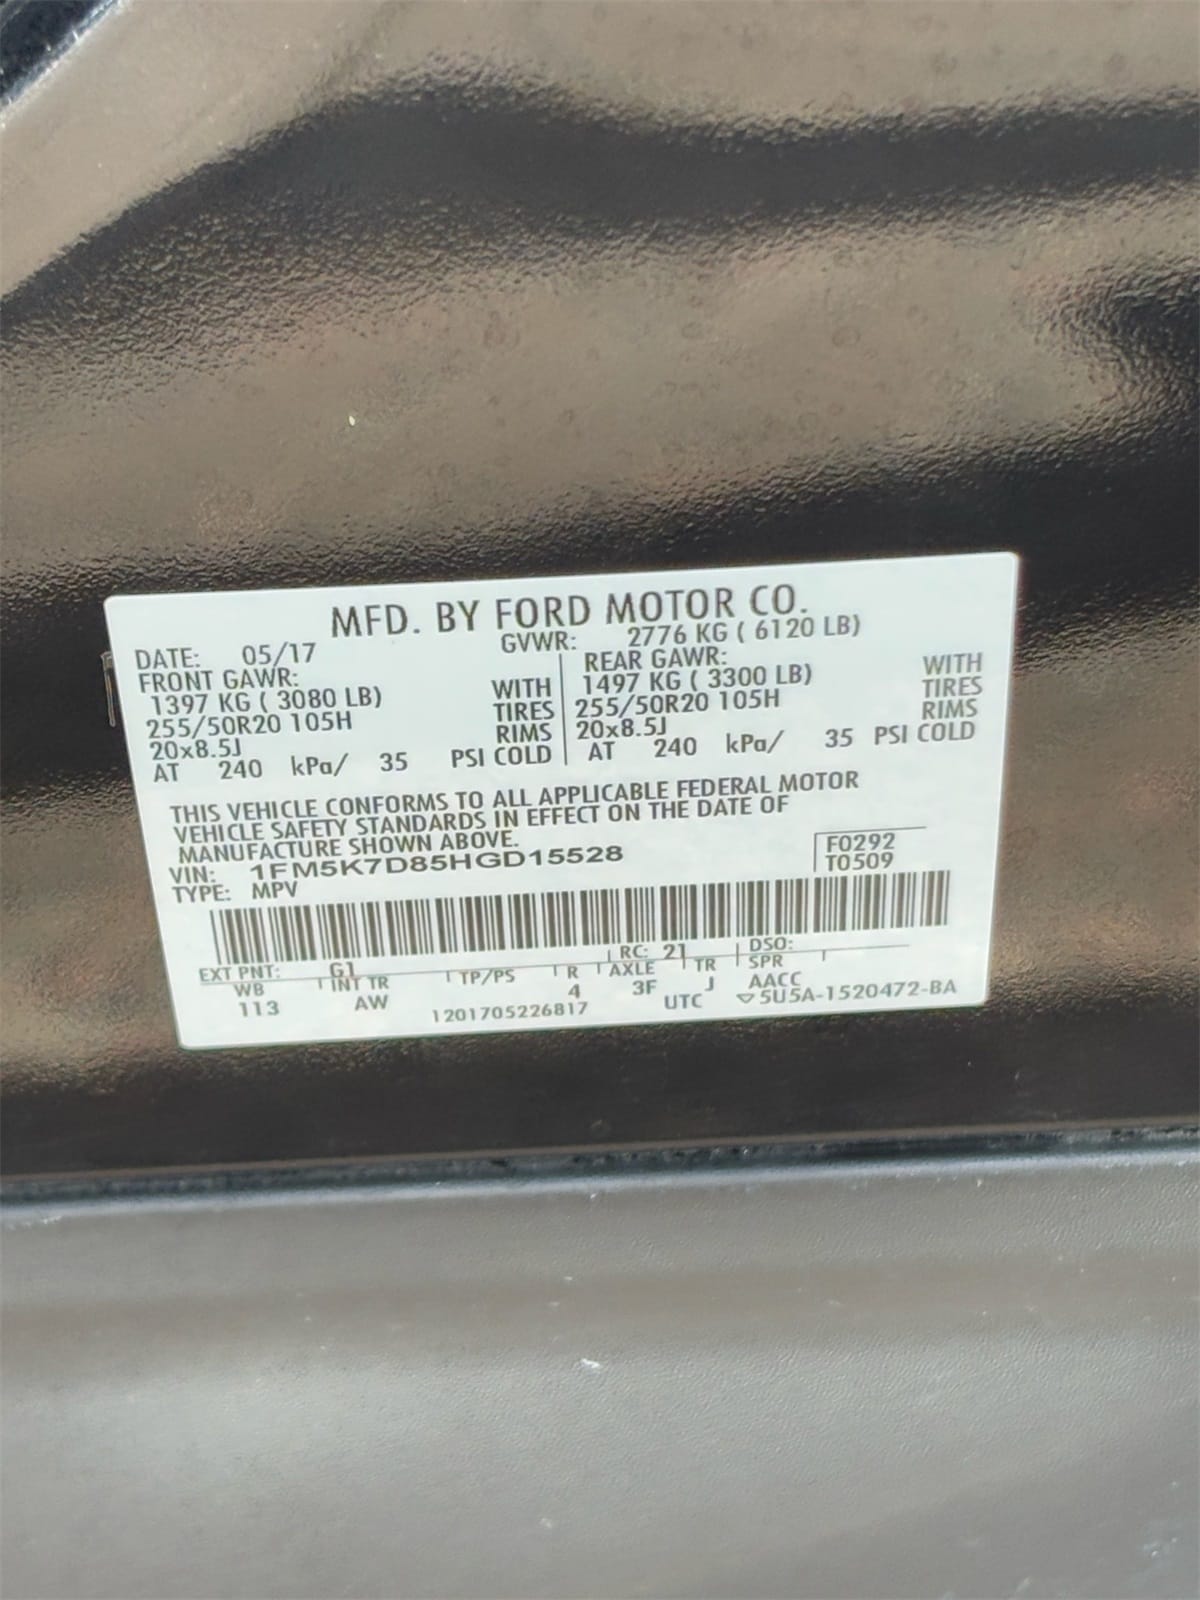 MFD. BY FORD MOTOR CO.
DATE: 05/17 GVWR: 2776 KG ( 6120 LB)
FRONT GAWR: REAR GAWR:
1397 KG ( 3080 LB) WITH 1497 KG ( 3300 LB) WITH
255/50R20 105H TIRES 255/50R20 105H TIRES
20x8.5J RIMS 20x8.5J RIMS
AT 240 kPa/ 35 PSI COLD AT 240 kPa/ 35 PSI COLD
THIS VEHICLE CONFORMS TO ALL APPLICABLE FEDERAL MOTOR
VEHICLE SAFETY STANDARDS IN EFFECT ON THE DATE OF
MANUFACTURE SHOWN ABOVE.
VIN: 1FM5K7D85HGD15528 F0292
TYPE: MPV T0509
EXT PNT: G1 RC: 21 DSO:
WB INT TR TP/PS R AXLE TR SPR
113 AW 4 3F J AACC
1201705226817 UTC ▽5U5A-1520472-BA